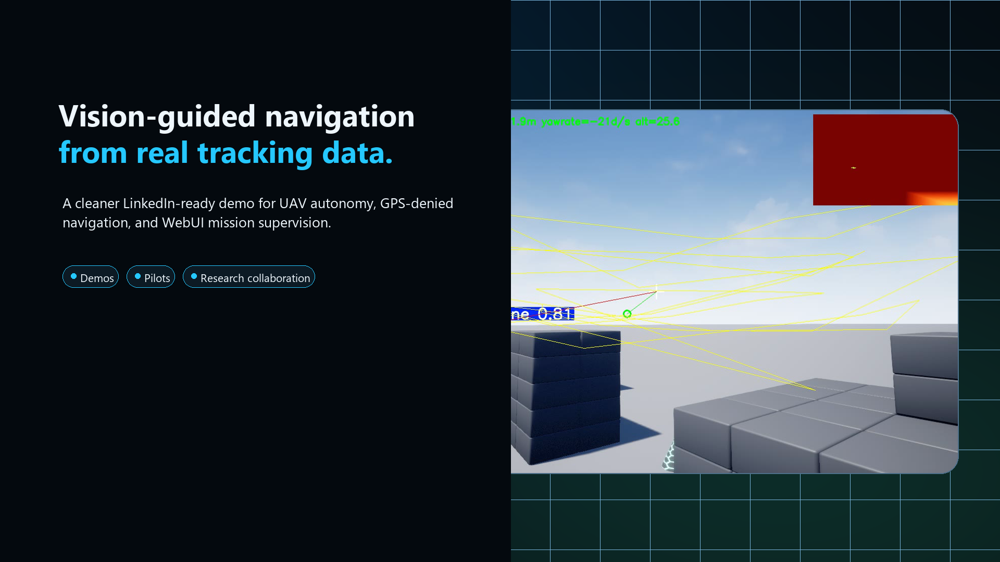 Vision-guided navigation
from real tracking data.
A cleaner LinkedIn-ready demo for UAV autonomy, GPS-denied
navigation, and WebUI mission supervision.
Demos
Pilots
Research collaboration
1.9m yawrate=-21d/s alt=25.6
ne 0.81